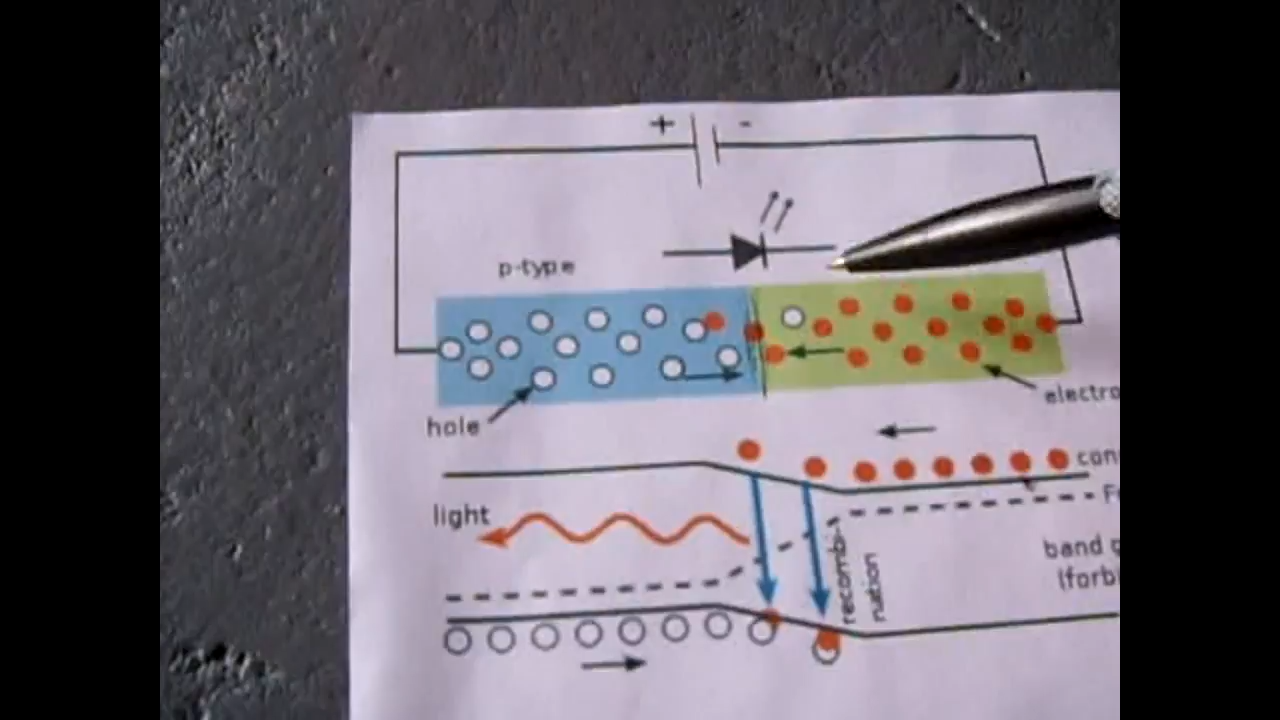 + -
p-type
hole
electro
con
light
F
recombi-
nation
band g
(forbi